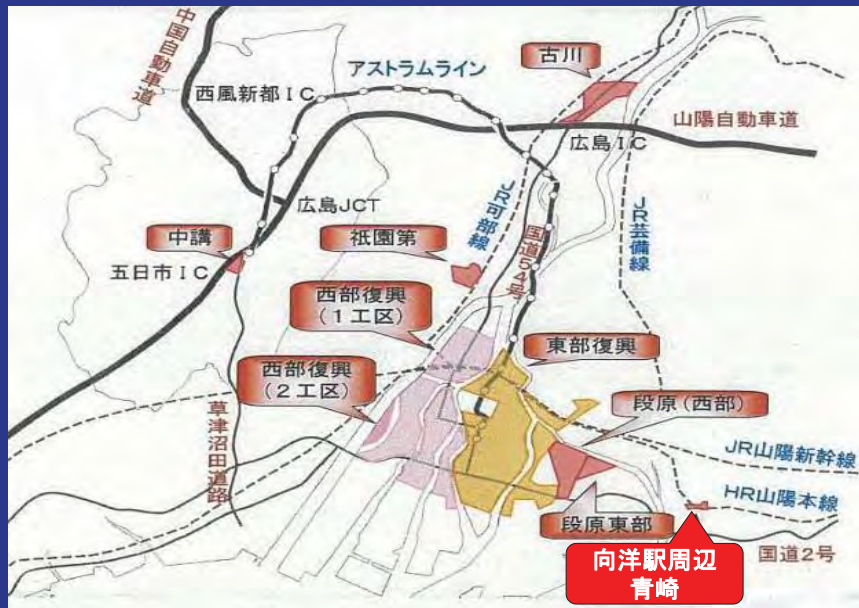 中国自動車道
アストラムライン
古川
西風新都IC
山陽自動車道
広島IC
広島JCT
JR可部線
国道54号
JR芸備線
中講
祇園第
五日市IC
西部復興
(1工区)
東部復興
西部復興
(2工区)
段原(西部)
草津沼田道路
JR山陽新幹線
HR山陽本線
段原東部
国道2号
向洋駅周辺
青崎